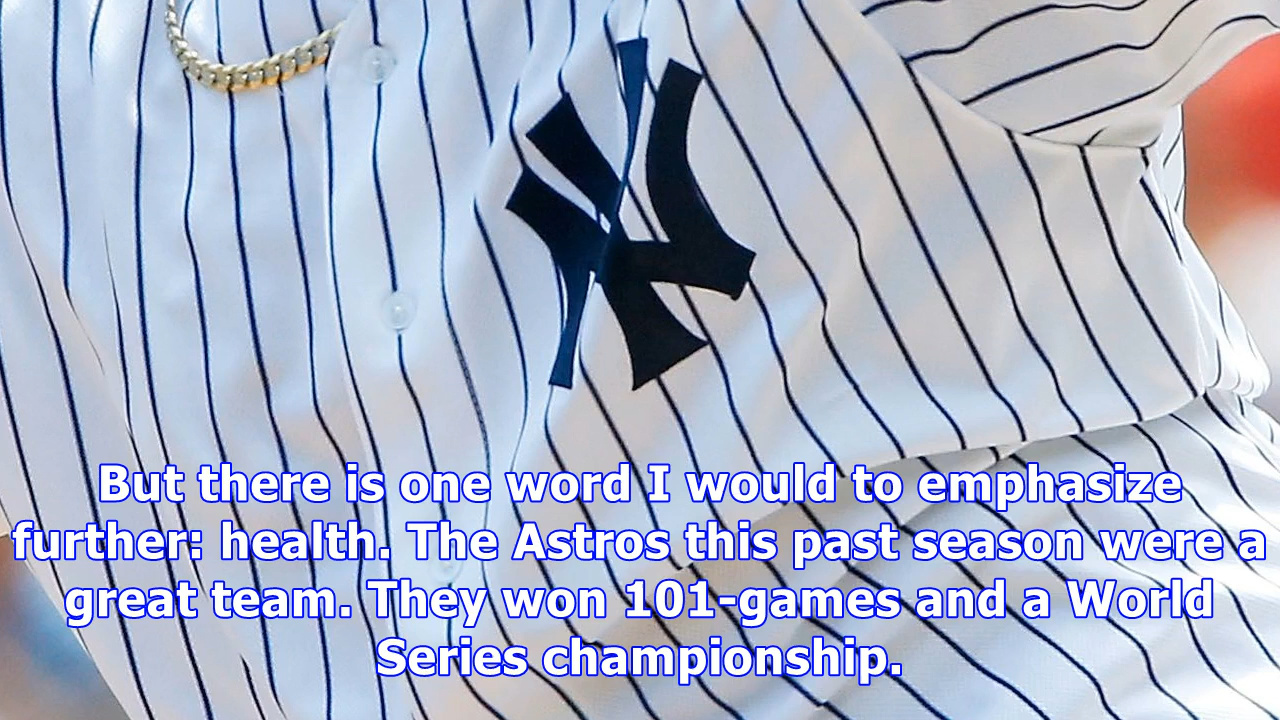 NY
But there is one word I would to emphasize
further: health. The Astros this past season were a
great team. They won 101-games and a World
Series championship.